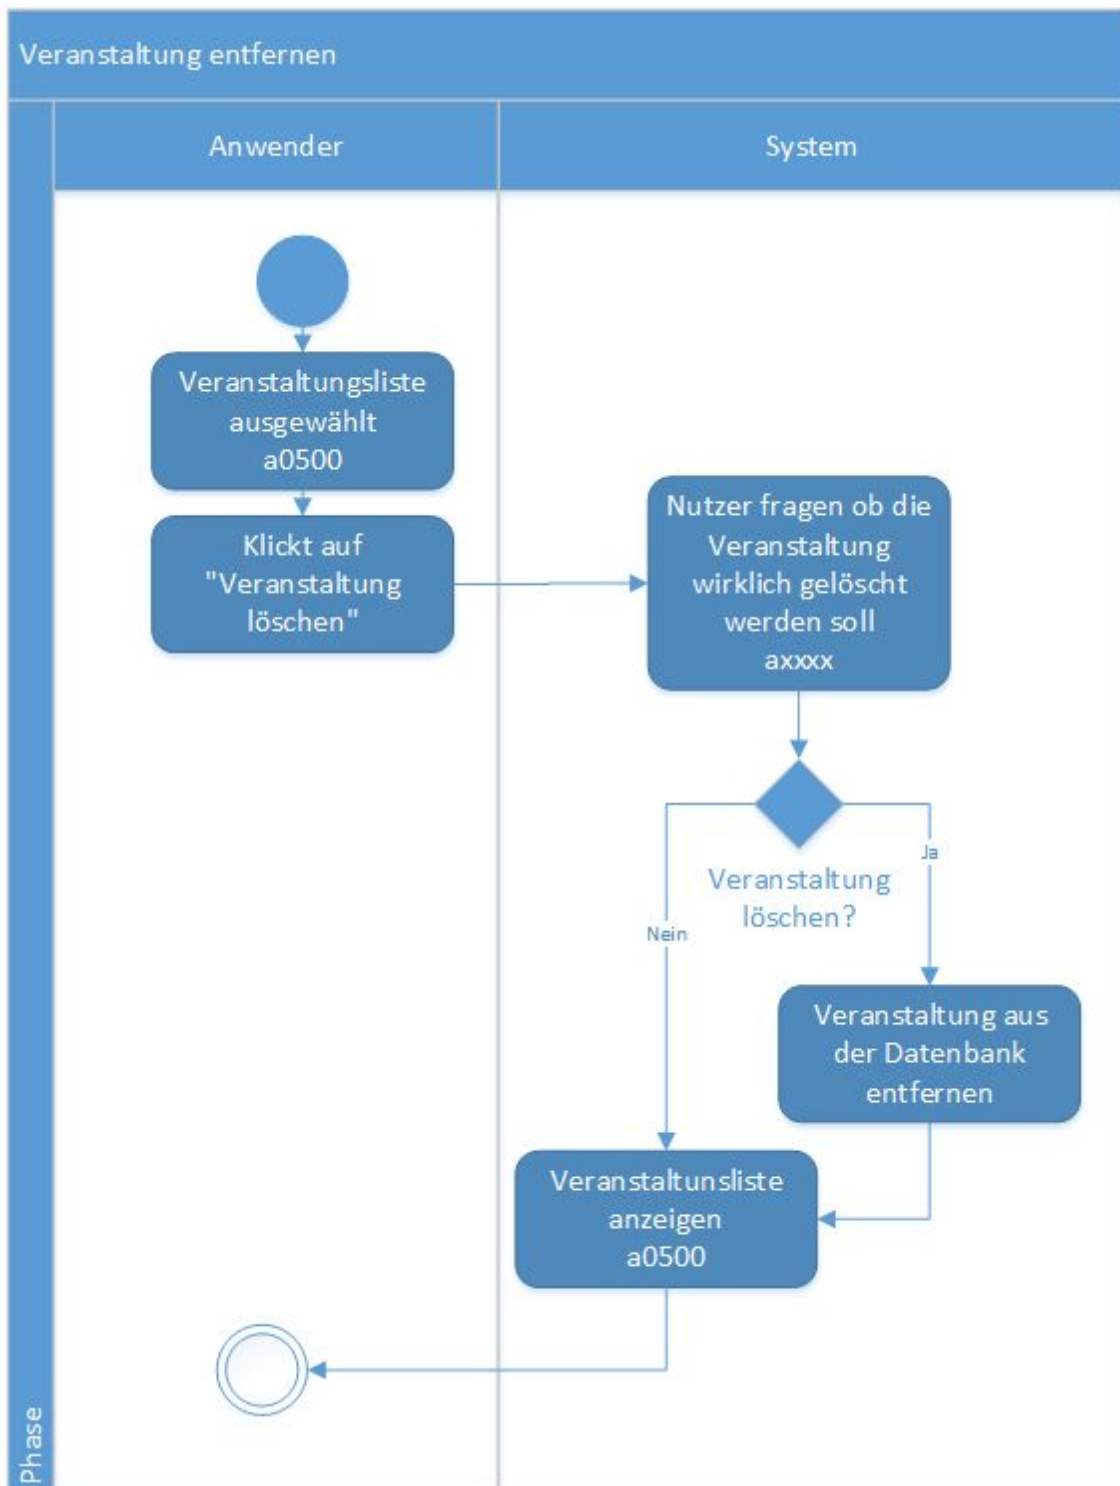 Veranstaltung entfernen
Anwender
System
Veranstaltungsliste
ausgewählt
a0500
Klickt auf
"Veranstaltung
löschen"
Nutzer fragen ob die
Veranstaltung
wirklich gelöscht
werden soll
axxxx
Ja
Veranstaltung
löschen?
Nein
Veranstaltung aus
der Datenbank
entfernen
Veranstaltunsliste
anzeigen
a0500
Phase